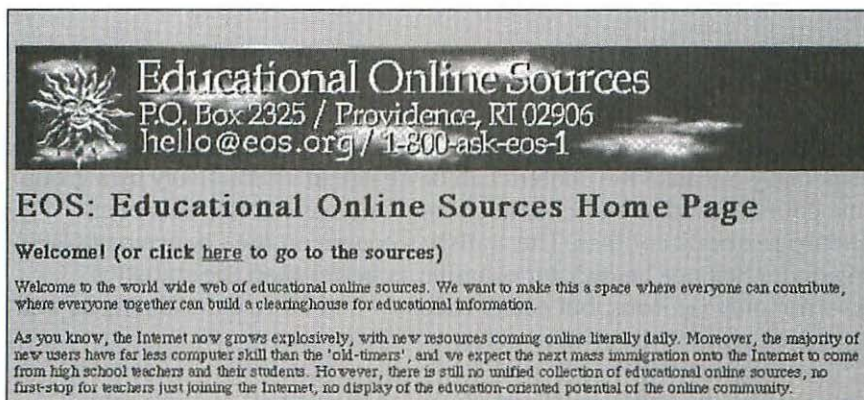 Educational Online Sources
P.O. Box 2325 / Providence, RI 02906
hello@eos.org / 1-800-ask-eos-1
EOS: Educational Online Sources Home Page
Welcome! (or click here to go to the sources)
Welcome to the world wide web of educational online sources. We want to make this a space where everyone can contribute,
where everyone together can build a clearinghouse for educational information.
As you know, the Internet now grows explosively, with new resources coming online literally daily. Moreover, the majority of
new users have far less computer skill than the 'old-timers', and we expect the next mass immigration onto the Internet to come
from high school teachers and their students. However, there is still no unified collection of educational online sources, no
first-stop for teachers just joining the Internet, no display of the education-oriented potential of the online community.